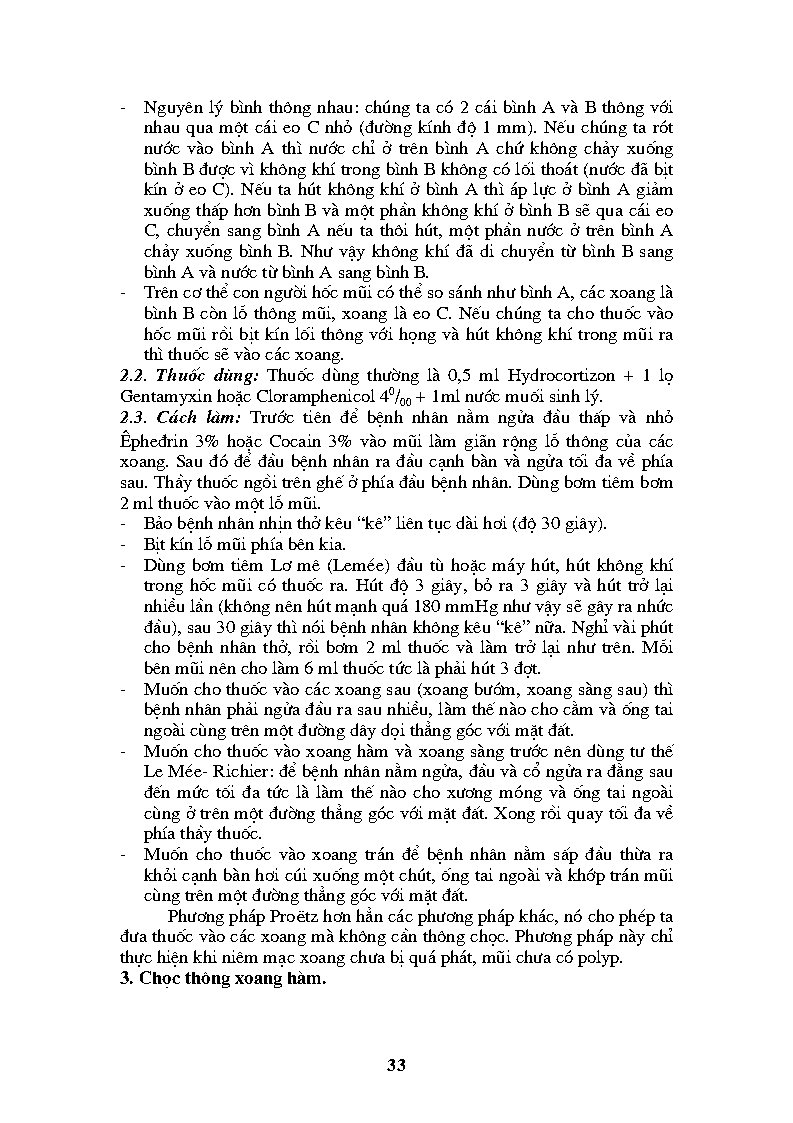 - Nguyên lý bình thông nhau: chúng ta có 2 cái bình A và B thông với
nhau qua một cái eo C nhỏ (đường kính độ 1 mm). Nếu chúng ta rót
nước vào bình A thì nước chỉ ở trên bình A chứ không chảy xuống
bình B được vì không khí trong bình B không có lối thoát (nước đã bịt
kín ở eo C). Nếu ta hút không khí ở bình A thì áp lực ở bình A giảm
xuống thấp hơn bình B và một phần không khí ở bình B sẽ qua cái eo
C, chuyển sang bình A nếu ta thôi hút, một phần nước ở trên bình A
chảy xuống bình B. Như vậy không khí đã di chuyển từ bình B sang
bình A và nước từ bình A sang bình B.
- Trên cơ thể con người hốc mũi có thể so sánh như bình A, các xoang là
bình B còn lỗ thông mũi, xoang là eo C. Nếu chúng ta cho thuốc vào
hốc mũi rồi bịt kín lối thông với họng và hút không khí trong mũi ra
thì thuốc sẽ vào các xoang.
2.2. Thuốc dùng: Thuốc dùng thường là 0,5 ml Hydrocortizon + 1 lọ
Gentamyxin hoặc Cloramphenicol 4⁰/₀₀ + 1ml nước muối sinh lý.
2.3. Cách làm: Trước tiên để bệnh nhân nằm ngửa đầu thấp và nhỏ
Êpheđrin 3% hoặc Cocain 3% vào mũi làm giãn rộng lỗ thông của các
xoang. Sau đó để đầu bệnh nhân ra đầu cạnh bàn và ngửa tối đa về phía
sau. Thầy thuốc ngồi trên ghế ở phía đầu bệnh nhân. Dùng bơm tiêm bơm
2 ml thuốc vào một lỗ mũi.
- Bảo bệnh nhân nhịn thở kêu “kê” liên tục dài hơi (độ 30 giây).
- Bịt kín lỗ mũi phía bên kia.
- Dùng bơm tiêm Lơ mê (Lemée) đầu tù hoặc máy hút, hút không khí
trong hốc mũi có thuốc ra. Hút độ 3 giây, bỏ ra 3 giây và hút trở lại
nhiều lần (không nên hút mạnh quá 180 mmHg như vậy sẽ gây ra nhức
đầu), sau 30 giây thì nói bệnh nhân không kêu “kê” nữa. Nghỉ vài phút
cho bệnh nhân thở, rồi bơm 2 ml thuốc và làm trở lại như trên. Mỗi
bên mũi nên cho làm 6 ml thuốc tức là phải hút 3 đợt.
- Muốn cho thuốc vào các xoang sau (xoang bướm, xoang sàng sau) thì
bệnh nhân phải ngửa đầu ra sau nhiều, làm thế nào cho cằm và ống tai
ngoài cùng trên một đường dây dọi thẳng góc với mặt đất.
- Muốn cho thuốc vào xoang hàm và xoang sàng trước nên dùng tư thế
Le Mée- Richier: để bệnh nhân nằm ngửa, đầu và cổ ngửa ra đằng sau
đến mức tối đa tức là làm thế nào cho xương móng và ống tai ngoài
cùng ở trên một đường thẳng góc với mặt đất. Xong rồi quay tối đa về
phía thầy thuốc.
- Muốn cho thuốc vào xoang trán để bệnh nhân nằm sấp đầu thừa ra
khỏi cạnh bàn hơi cúi xuống một chút, ống tai ngoài và khớp trán mũi
cùng trên một đường thẳng góc với mặt đất.
Phương pháp Proëtz hơn hẳn các phương pháp khác, nó cho phép ta
đưa thuốc vào các xoang mà không cần thông chọc. Phương pháp này chỉ
thực hiện khi niêm mạc xoang chưa bị quá phát, mũi chưa có polyp.
3. Chọc thông xoang hàm.
33